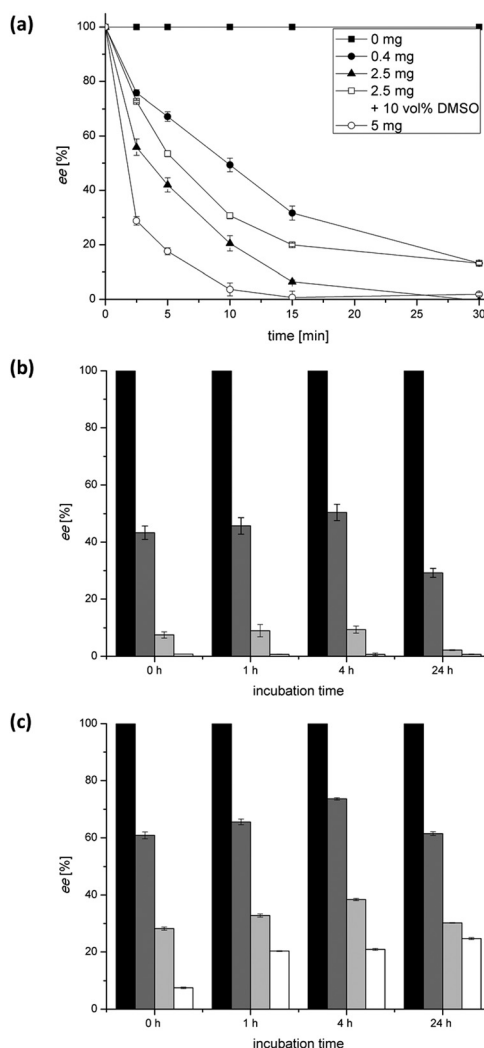 (a)
100
80
60
40
20
0
ee [%]
0 mg
0.4 mg
2.5 mg
2.5 mg
+ 10 vol% DMSO
5 mg
0 5 10 15 20 25 30
time [min]
(b)
100
80
60
40
20
0
ee [%]
0 h 1 h 4 h 24 h
incubation time
(c)
100
80
60
40
20
0
ee [%]
0 h 1 h 4 h 24 h
incubation time